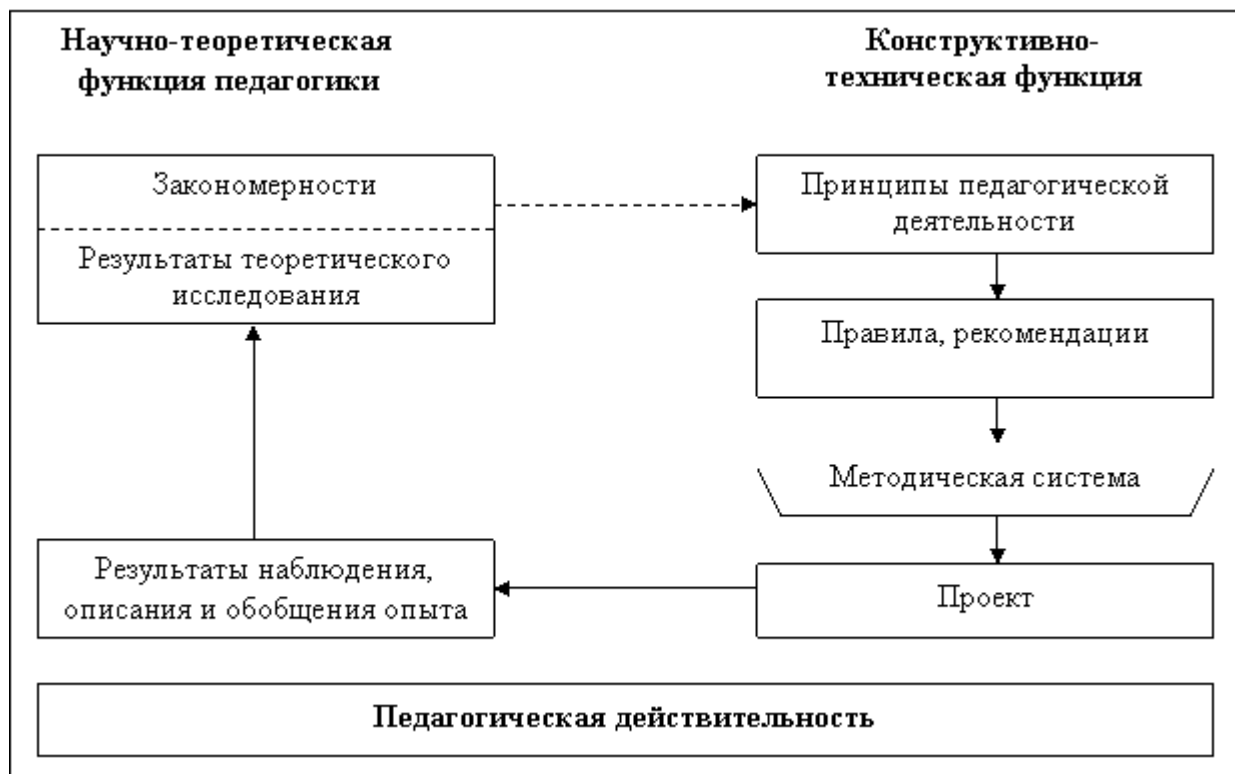 Научно-теоретическая
функция педагогики
Конструктивно-
техническая функция
Закономерности
Результаты теоретического
исследования
Принципы педагогической
деятельности
Правила, рекомендации
Методическая система
Результаты наблюдения,
описания и обобщения опыта
Проект
Педагогическая действительность